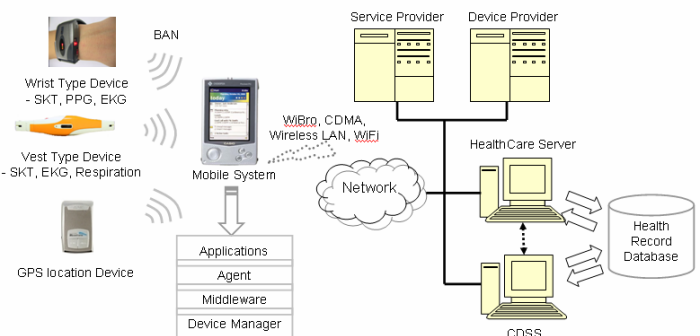 Service Provider
Device Provider
BAN
Wrist Type Device
- SKT, PPG, EKG
WiBro, CDMA,
Wireless LAN, WiFi
Vest Type Device
- SKT, EKG, Respiration
Mobile System
HealthCare Server
Network
Health
Record
Database
Applications
Agent
Middleware
Device Manager
GPS location Device
CDSS